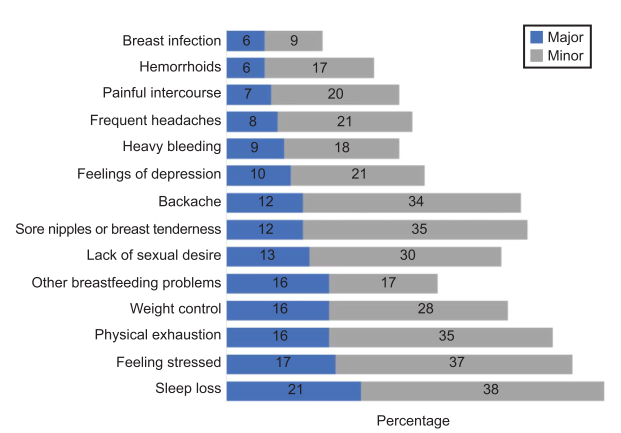 Major
Minor
Breast infection 6 9
Hemorrhoids 6 17
Painful intercourse 7 20
Frequent headaches 8 21
Heavy bleeding 9 18
Feelings of depression 10 21
Backache 12 34
Sore nipples or breast tenderness 12 35
Lack of sexual desire 13 30
Other breastfeeding problems 16 17
Weight control 16 28
Physical exhaustion 16 35
Feeling stressed 17 37
Sleep loss 21 38
Percentage